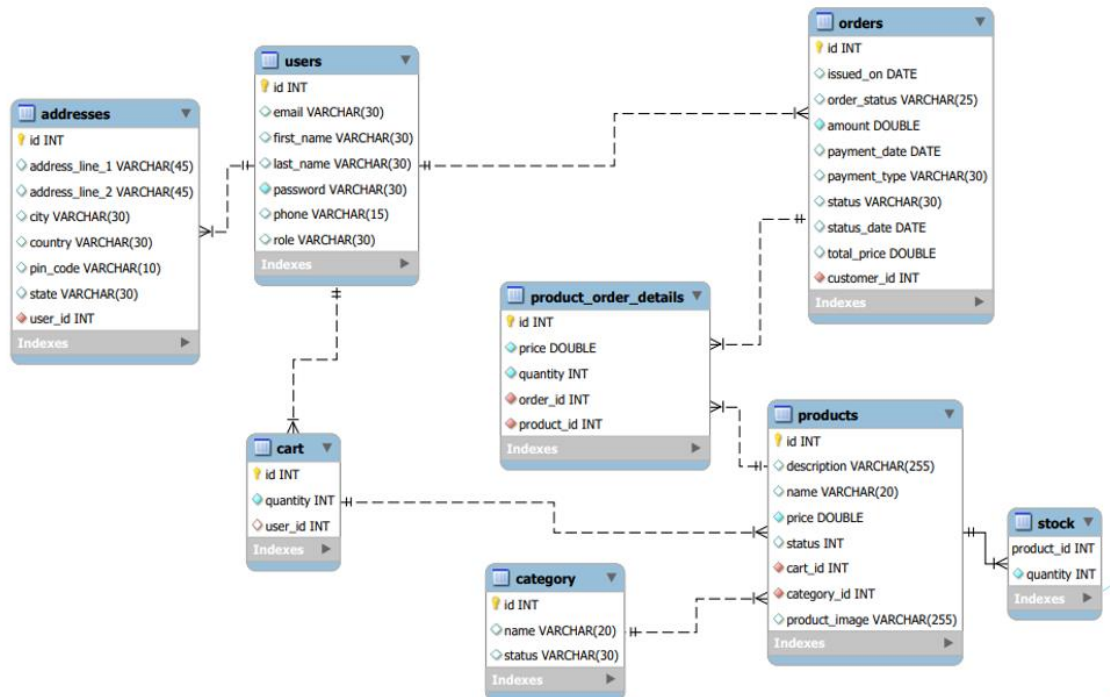 orders
id INT
issued_on DATE
order_status VARCHAR(25)
amount DOUBLE
payment_date DATE
payment_type VARCHAR(30)
status VARCHAR(30)
status_date DATE
total_price DOUBLE
customer_id INT
Indexes
users
id INT
email VARCHAR(30)
first_name VARCHAR(30)
last_name VARCHAR(30)
password VARCHAR(30)
phone VARCHAR(15)
role VARCHAR(30)
Indexes
addresses
id INT
address_line_1 VARCHAR(45)
address_line_2 VARCHAR(45)
city VARCHAR(30)
country VARCHAR(30)
pin_code VARCHAR(10)
state VARCHAR(30)
user_id INT
Indexes
product_order_details
id INT
price DOUBLE
quantity INT
order_id INT
product_id INT
Indexes
products
id INT
description VARCHAR(255)
name VARCHAR(20)
price DOUBLE
status INT
cart_id INT
category_id INT
product_image VARCHAR(255)
Indexes
cart
id INT
quantity INT
user_id INT
Indexes
stock
product_id INT
quantity INT
Indexes
category
id INT
name VARCHAR(20)
status VARCHAR(30)
Indexes